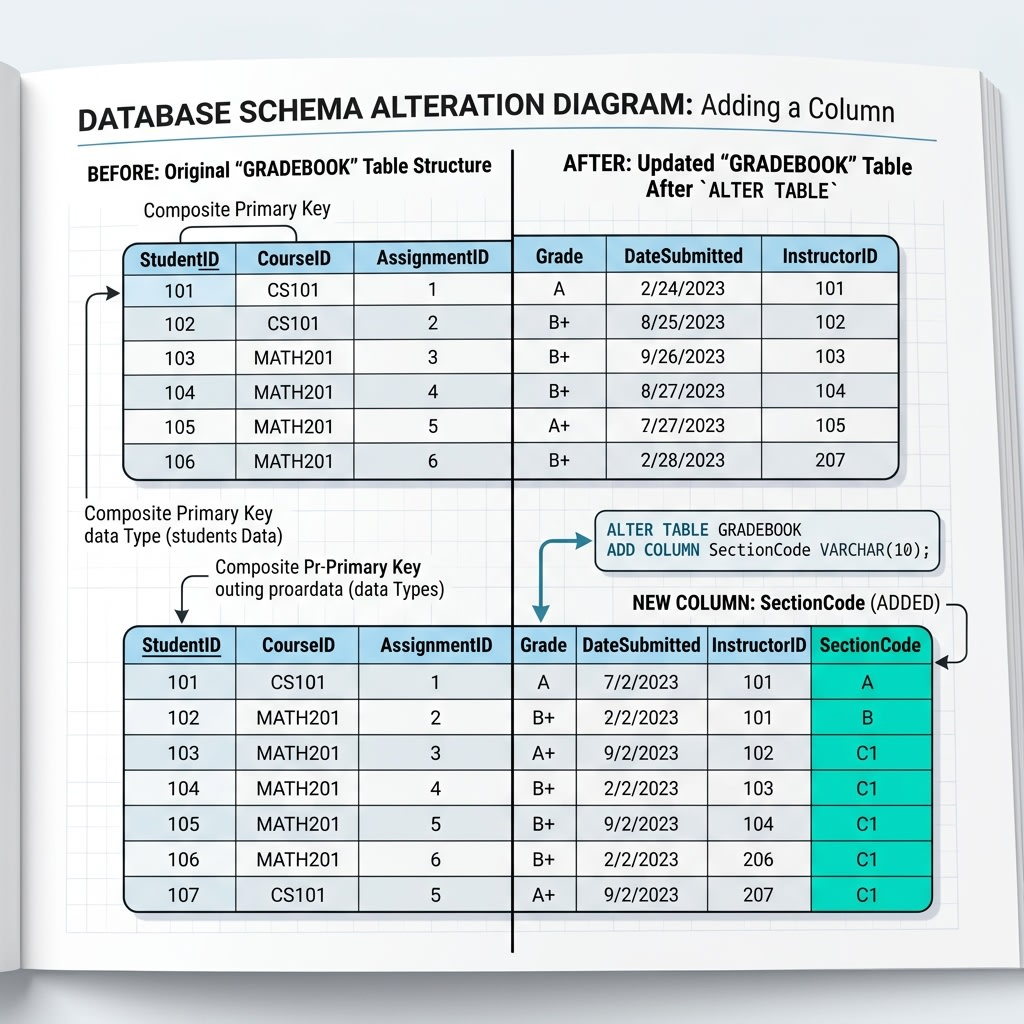 DATABASE SCHEMA ALTERATION DIAGRAM: Adding a Column
BEFORE: Original “GRADEBOOK” Table Structure
AFTER: Updated “GRADEBOOK” Table
After `ALTER TABLE`
Composite Primary Key
StudentID CourseID AssignmentID Grade DateSubmitted InstructorID
101 CS101 1 A 2/24/2023 101
102 CS101 2 B+ 8/25/2023 102
103 MATH201 3 B+ 9/26/2023 103
104 MATH201 4 B+ 8/27/2023 104
105 MATH201 5 A+ 7/27/2023 105
106 MATH201 6 B+ 2/28/2023 207
Composite Primary Key
data Type (students Data)
ALTER TABLE GRADEBOOK
ADD COLUMN SectionCode VARCHAR(10);
Composite Pr-Primary Key
outing proardata (data Types)
NEW COLUMN: SectionCode (ADDED)
StudentID CourseID AssignmentID Grade DateSubmitted InstructorID SectionCode
101 CS101 1 A 7/2/2023 101 A
102 MATH201 2 B+ 2/2/2023 101 B
103 MATH201 3 A+ 9/2/2023 102 C1
104 MATH201 4 B+ 2/2/2023 103 C1
105 MATH201 5 B+ 9/2/2023 104 C1
106 MATH201 6 B+ 2/2/2023 206 C1
107 CS101 5 A+ 9/2/2023 207 C1